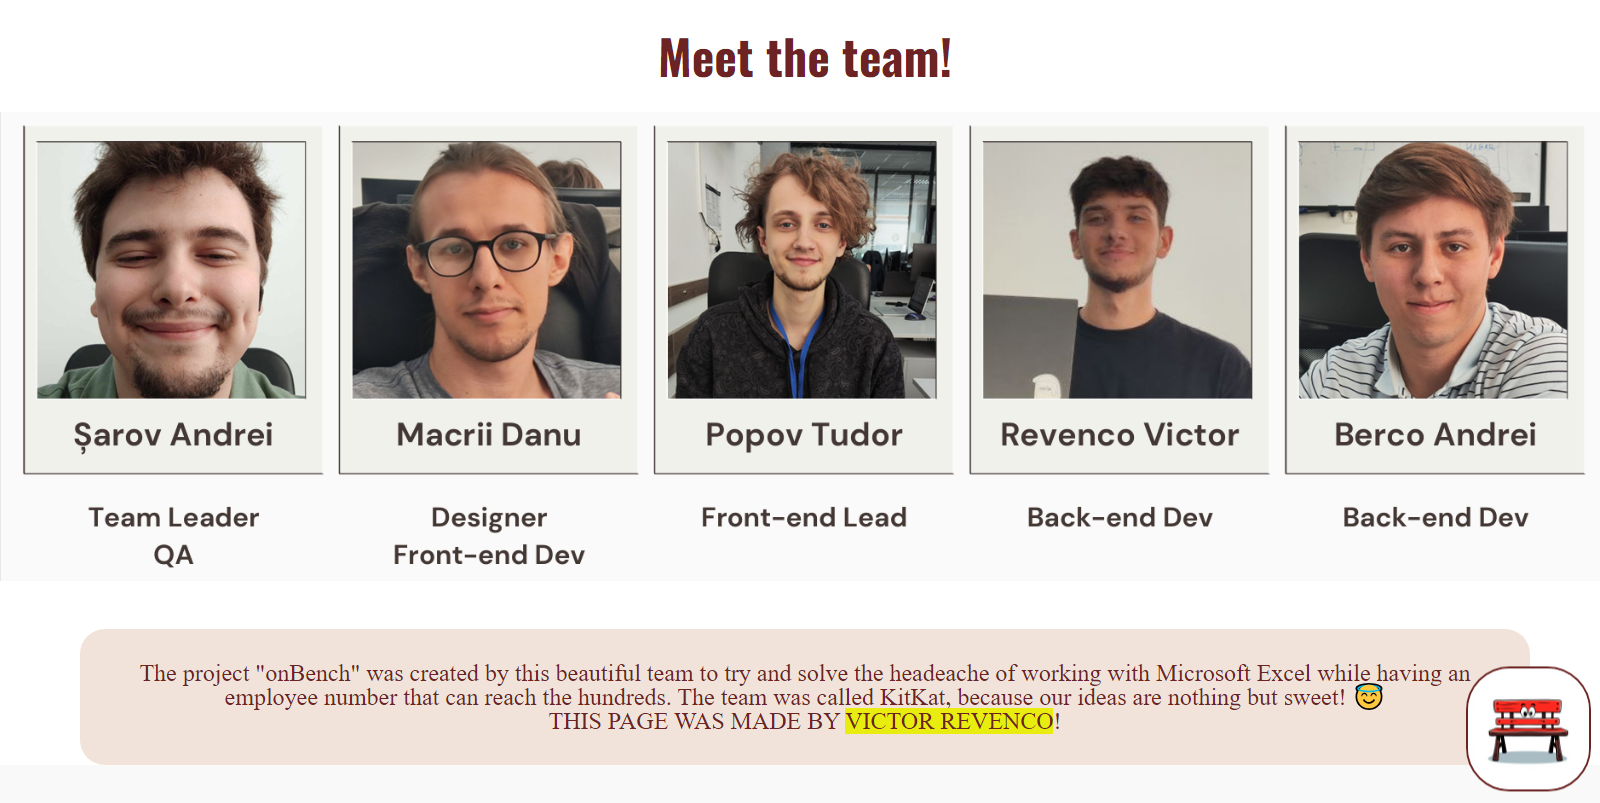 Meet the team!
Șarov Andrei
Macrii Danu
Popov Tudor
Revenco Victor
Berco Andrei
Team Leader
QA
Designer
Front-end Dev
Front-end Lead
Back-end Dev
Back-end Dev
The project "onBench" was created by this beautiful team to try and solve the headeache of working with Microsoft Excel while having an
employee number that can reach the hundreds. The team was called KitKat, because our ideas are nothing but sweet! 😇
THIS PAGE WAS MADE BY VICTOR REVENCO!